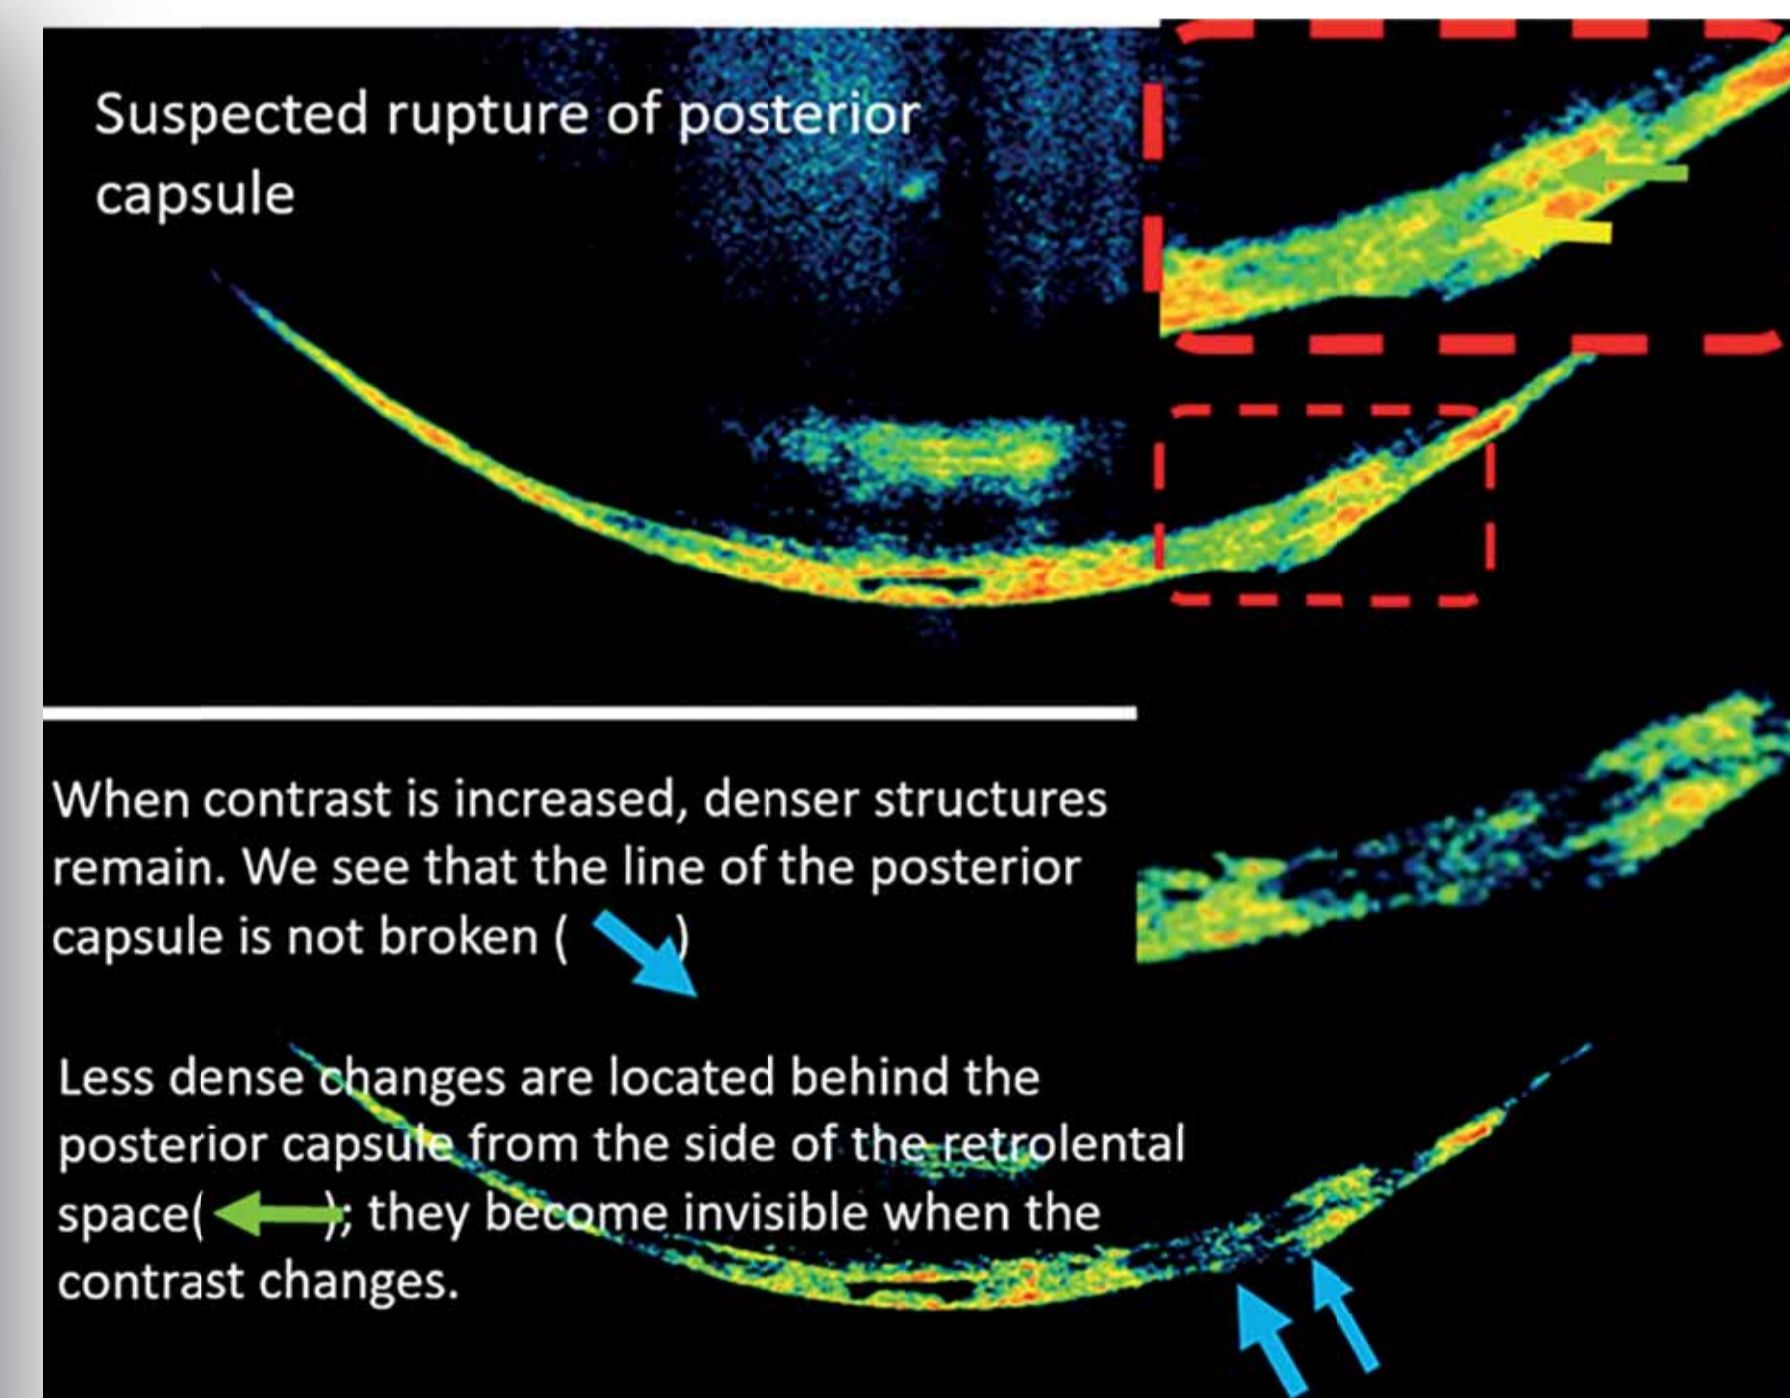 Suspected rupture of posterior
capsule
When contrast is increased, denser structures
remain. We see that the line of the posterior
capsule is not broken ( )
Less dense changes are located behind the
posterior capsule from the side of the retrolental
space( ); they become invisible when the
contrast changes.